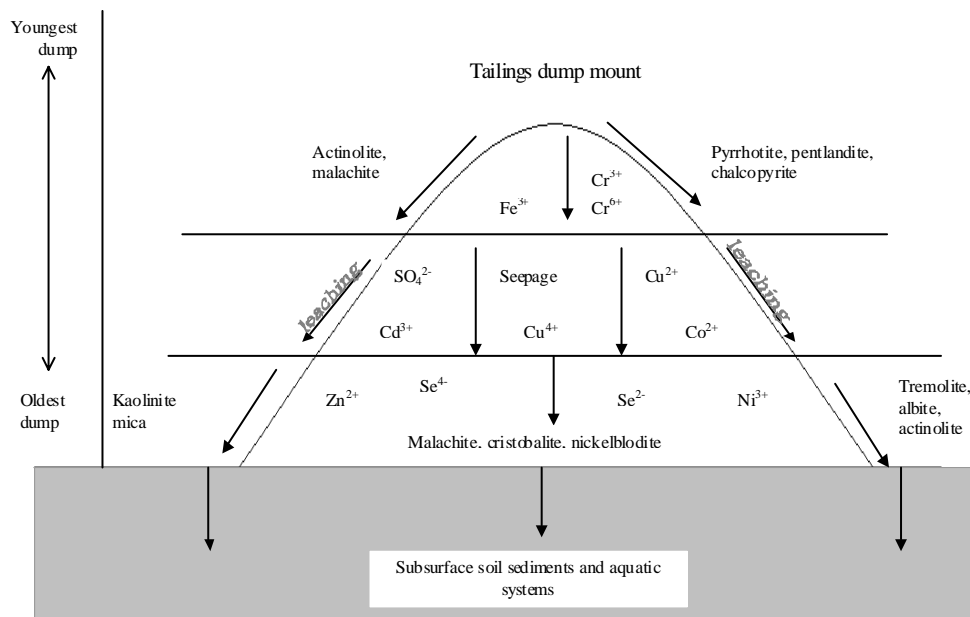 Youngest
dump
Tailings dump mount
Actinolite,
malachite
Pyrrhotite, pentlandite,
chalcopyrite
Cr3+
Fe3+
Cr6+
leaching
SO42-
Seepage
Cu2+
leaching
Cd3+
Cu4+
Co2+
Oldest
dump
Kaolinite
mica
Zn2+
Se4-
Se2-
Ni3+
Tremolite,
albite,
actinolite
Malachite, cristobalite, nickelblodite
Subsurface soil sediments and aquatic
systems